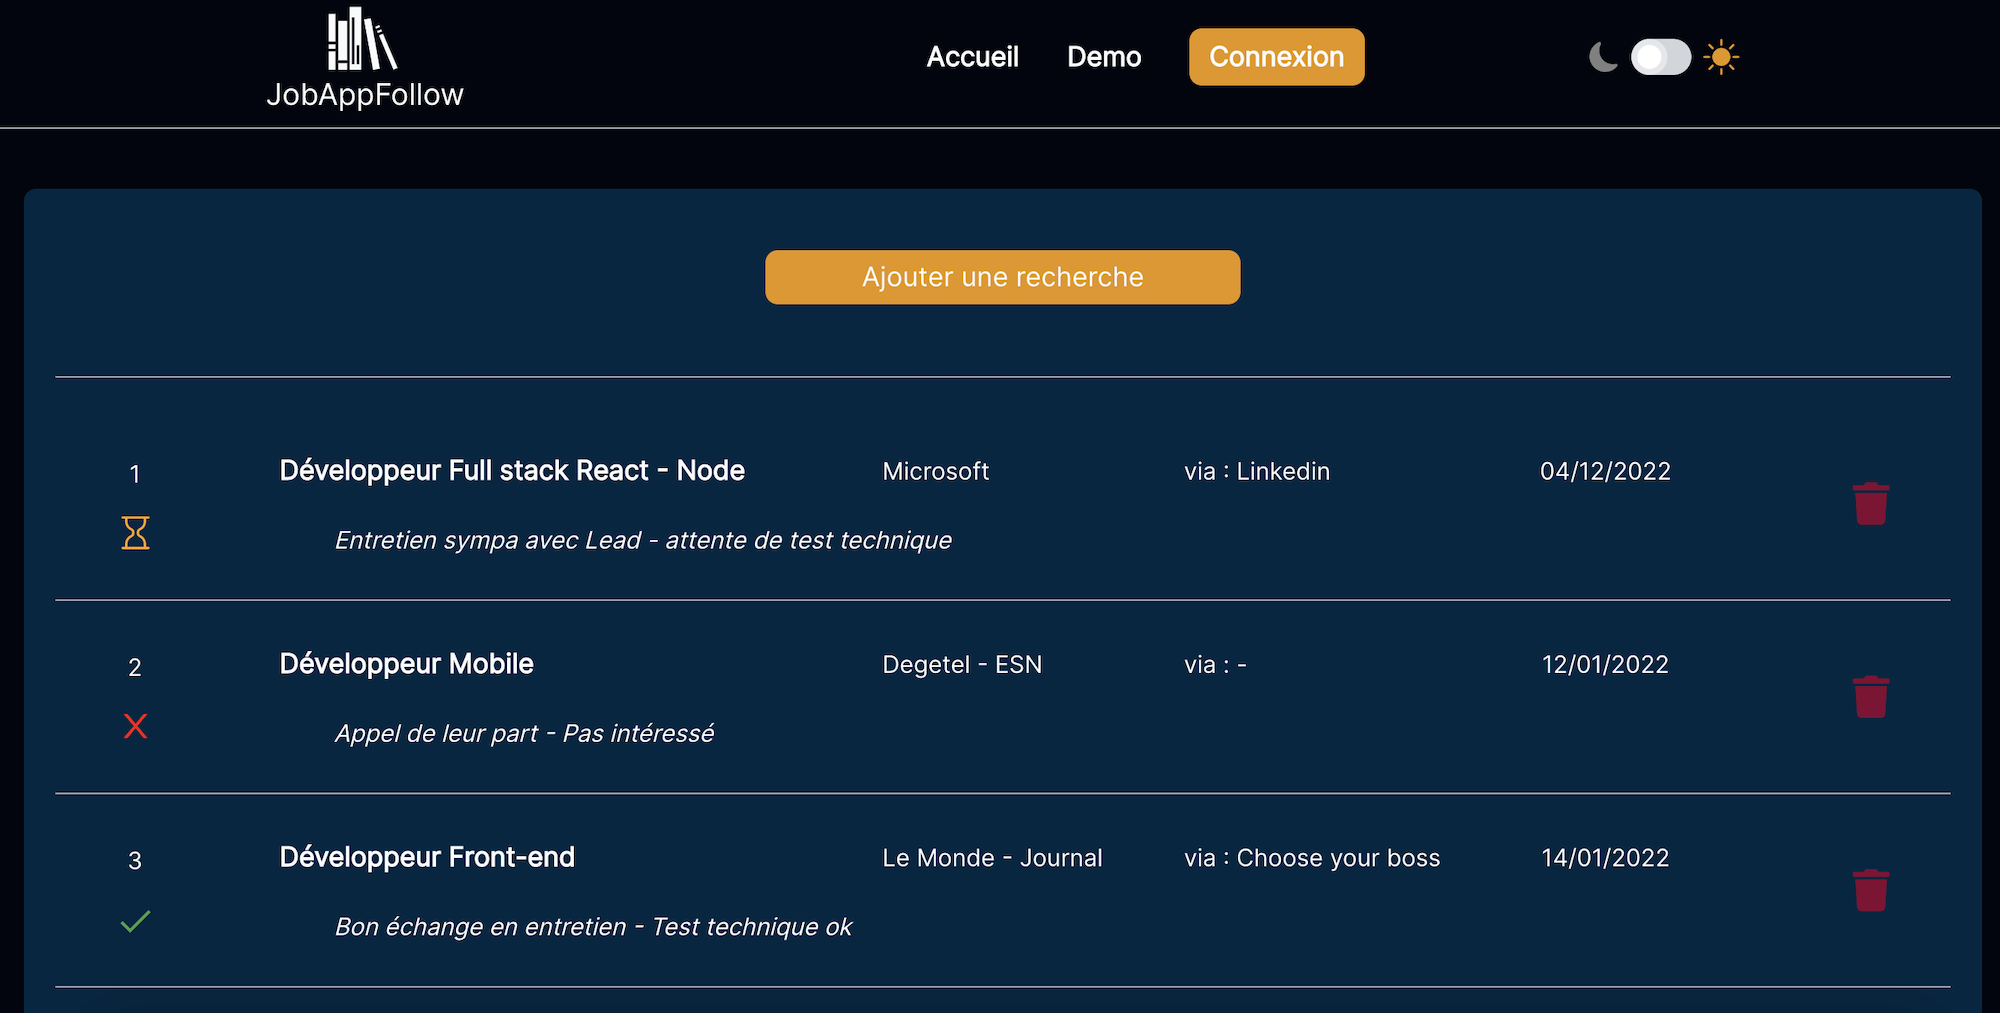 JobAppFollow
Accueil Demo Connexion
Ajouter une recherche
1 Développeur Full stack React - Node Microsoft via : Linkedin 04/12/2022
Entretien sympa avec Lead - attente de test technique
2 Développeur Mobile Degetel - ESN via : - 12/01/2022
Appel de leur part - Pas intéressé
3 Développeur Front-end Le Monde - Journal via : Choose your boss 14/01/2022
Bon échange en entretien - Test technique ok